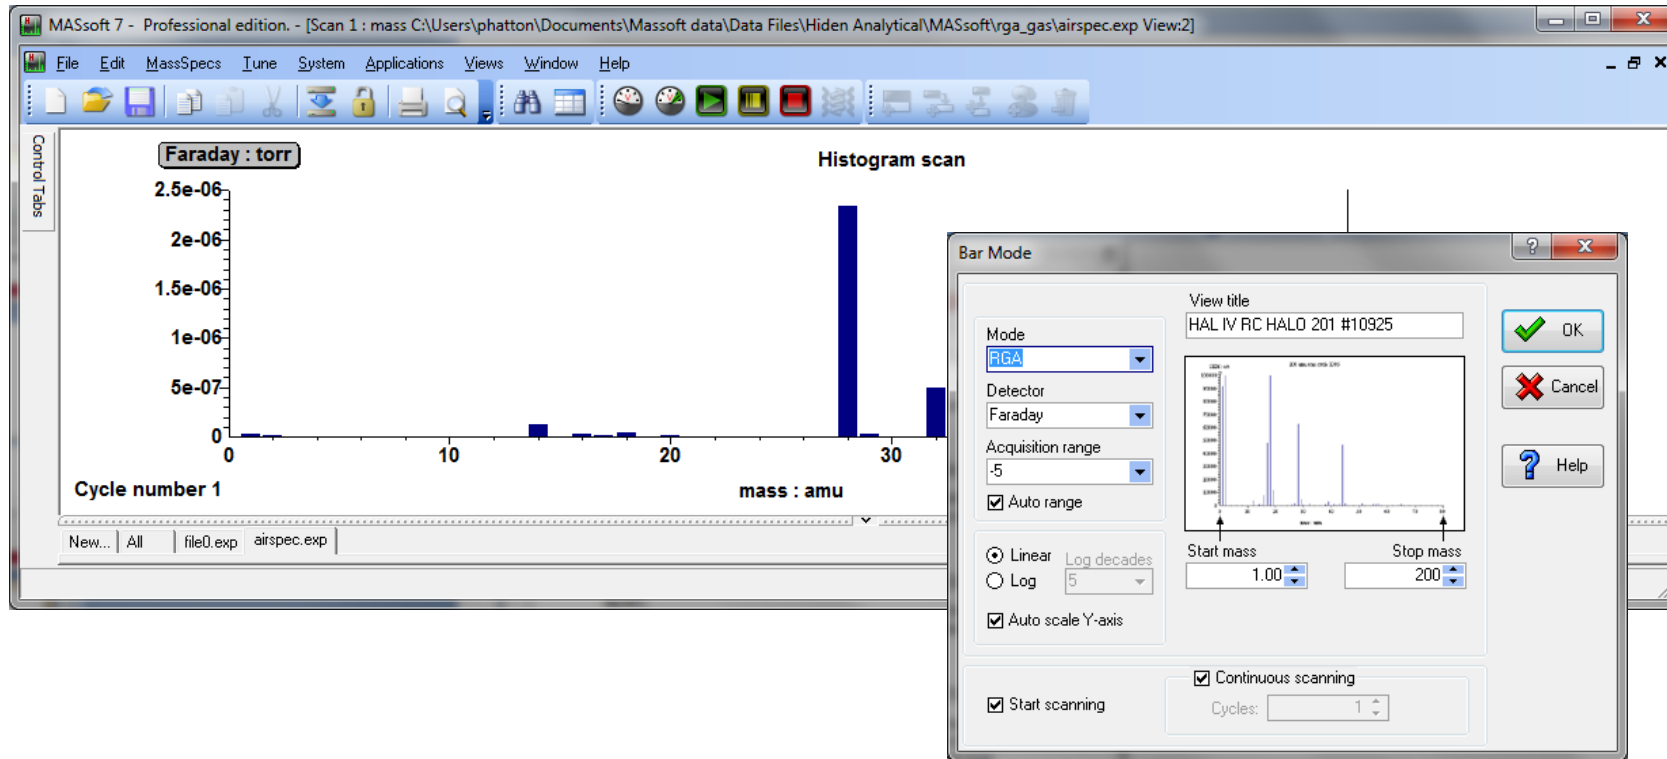 MASsoft 7 - Professional edition. - [Scan 1 : mass C:\Users\phatton\Documents\Massoft data\Data Files\Hiden Analytical\MASsoft\rga_gas\airspec.exp View:2]
File Edit MassSpecs Tune System Applications Views Window Help
Control Tabs
Faraday : torr
Histogram scan
2.5e-06
2e-06
1.5e-06
1e-06
5e-07
0
0 10 20 30
Cycle number 1
mass : amu
New... All file0.exp airspec.exp
Bar Mode
View title
HAL IV RC HALO 201 #10925
Mode
RGA
Detector
Faraday
Acquisition range
-5
Auto range
Linear
Log decades
Log
5
Auto scale Y-axis
Start mass
Stop mass
1.00
200
Start scanning
Continuous scanning
Cycles:
1
OK
Cancel
Help